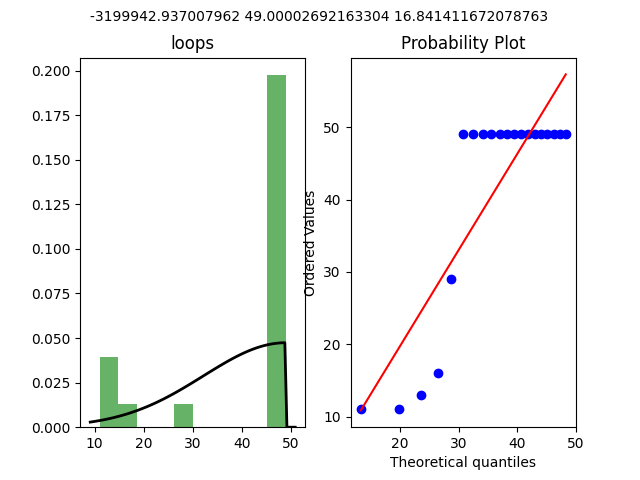 -3199942.937007962 49.00002692163304 16.841411672078763
loops
Probability Plot
0.200
0.175
0.150
0.125
0.100
0.075
0.050
0.025
0.000
10 20 30 40 50
Ordered Values
50
40
30
20
10
20 30 40 50
Theoretical quantiles